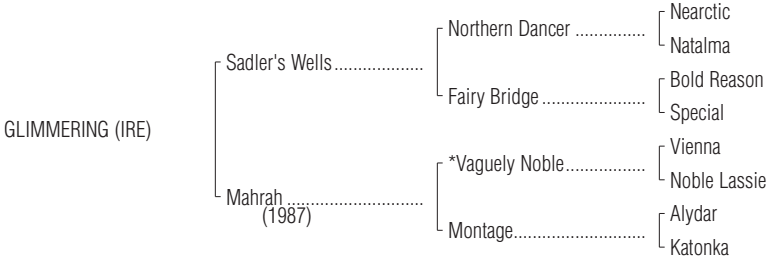 Nearctic
Northern Dancer ..............
Natalma
Sadler's Wells..................
Bold Reason
Fairy Bridge.....................
Special
GLIMMERING (IRE)
Vienna
*Vaguely Noble................
Noble Lassie
Mahrah ...........................
(1987)
Alydar
Montage..........................
Katonka